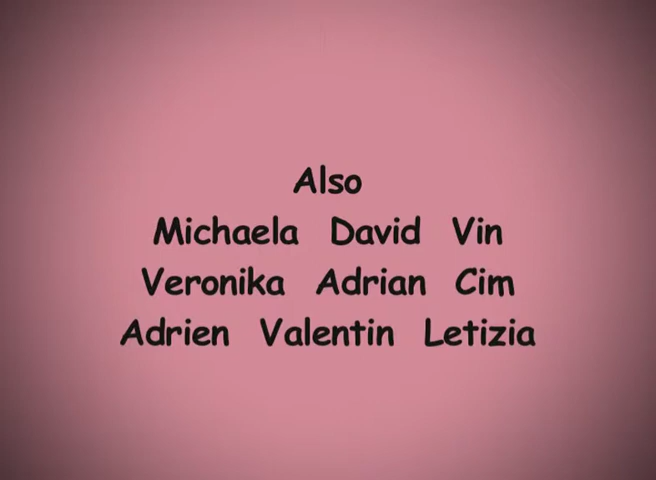 Also
Michaela David Vin
Veronika Adrian Cim
Adrien Valentin Letizia